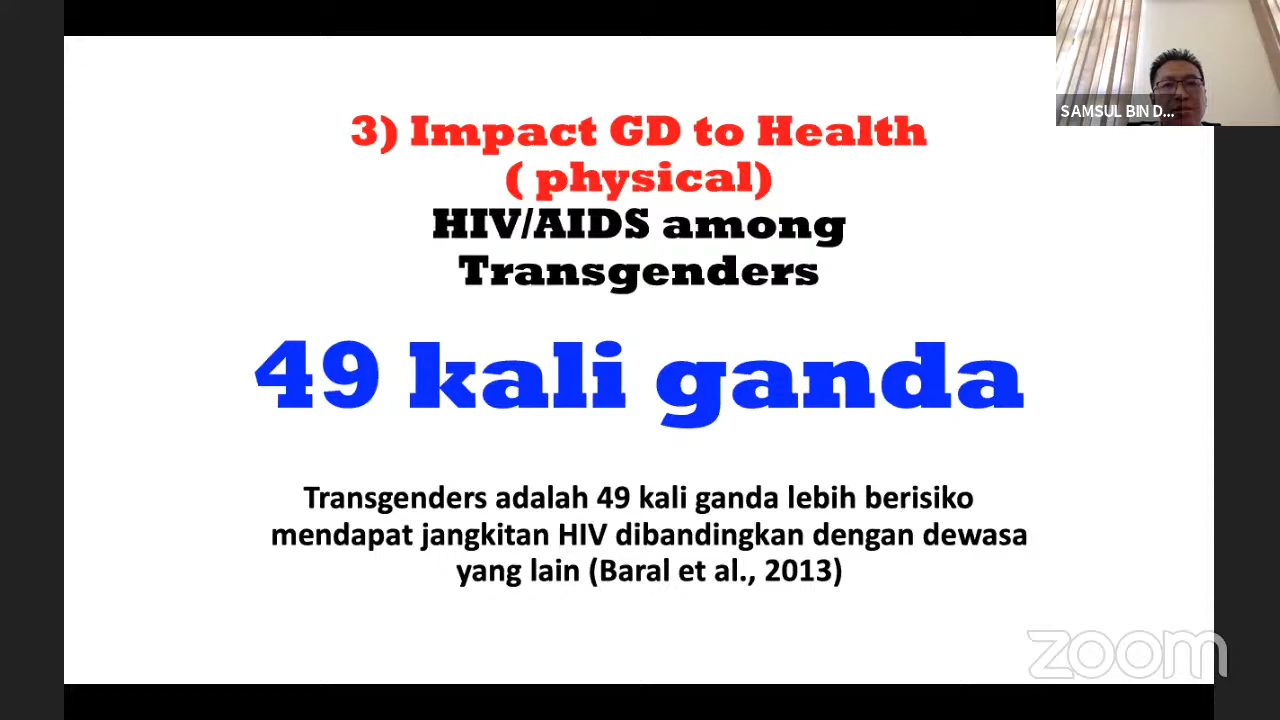 3) Impact GD to Health
( physical)
HIV/AIDS among
Transgenders
49 kali ganda
Transgenders adalah 49 kali ganda lebih berisiko
mendapat jangkitan HIV dibandingkan dengan dewasa
yang lain (Baral et al., 2013)
SAMSUL BIN D...
zoom